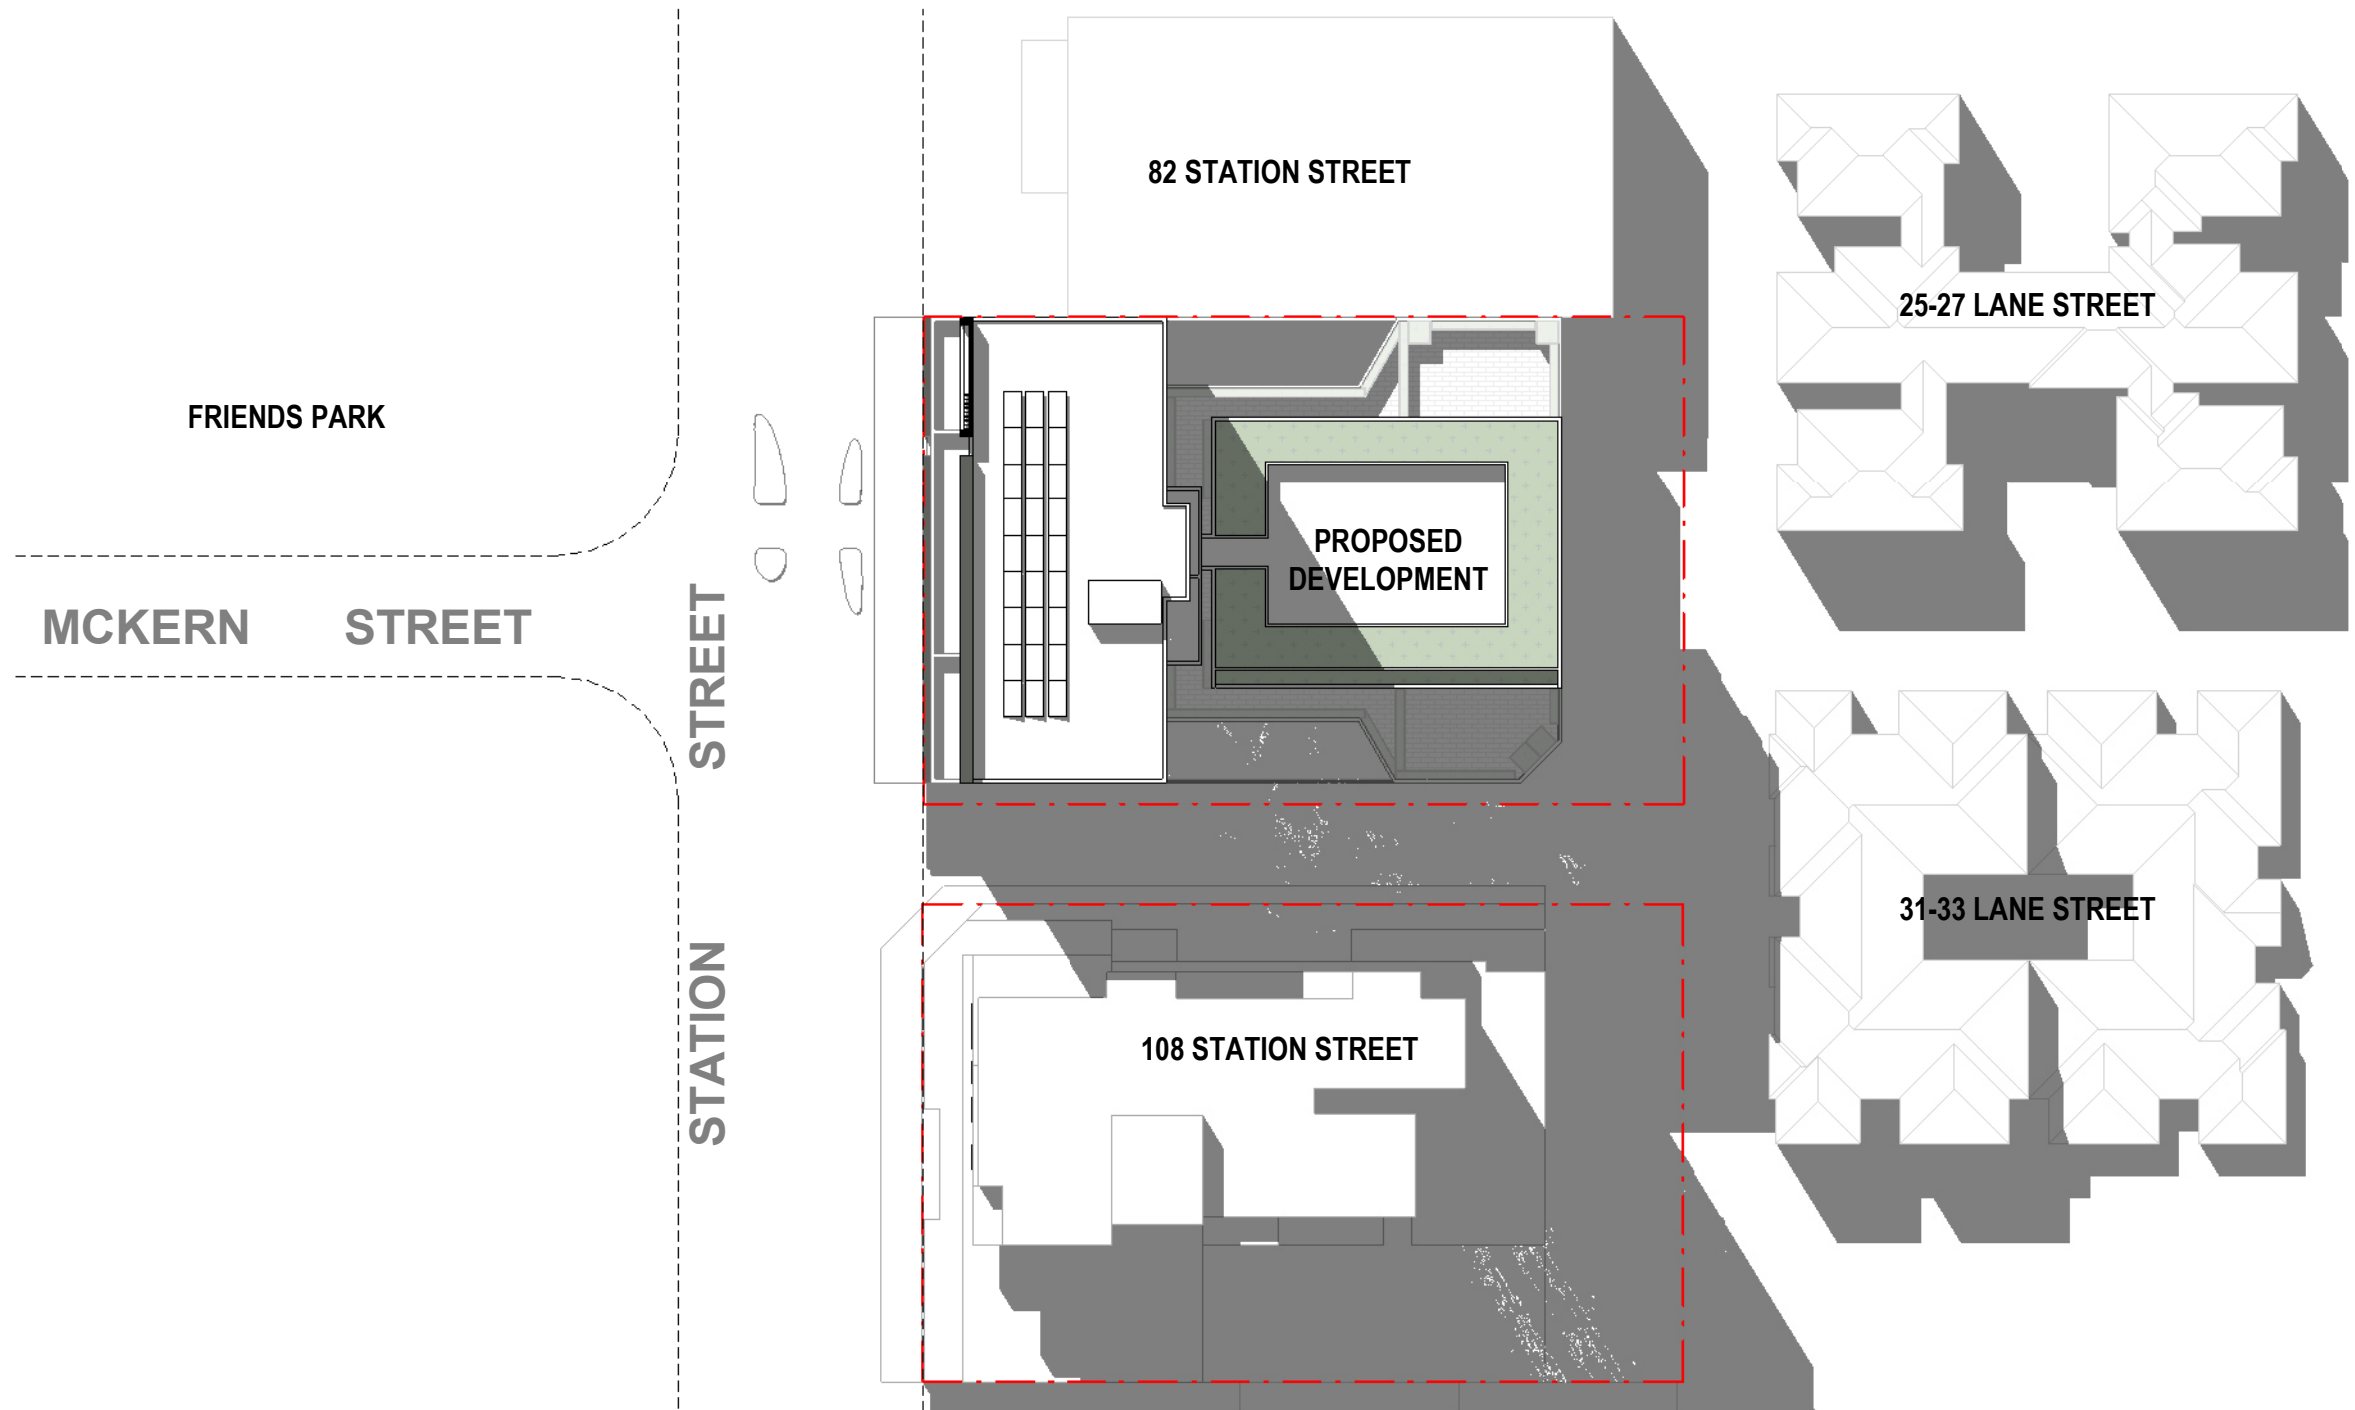 82 STATION STREET
25-27 LANE STREET
FRIENDS PARK
PROPOSED
DEVELOPMENT
MCKERN STREET
STATION STREET
31-33 LANE STREET
108 STATION STREET